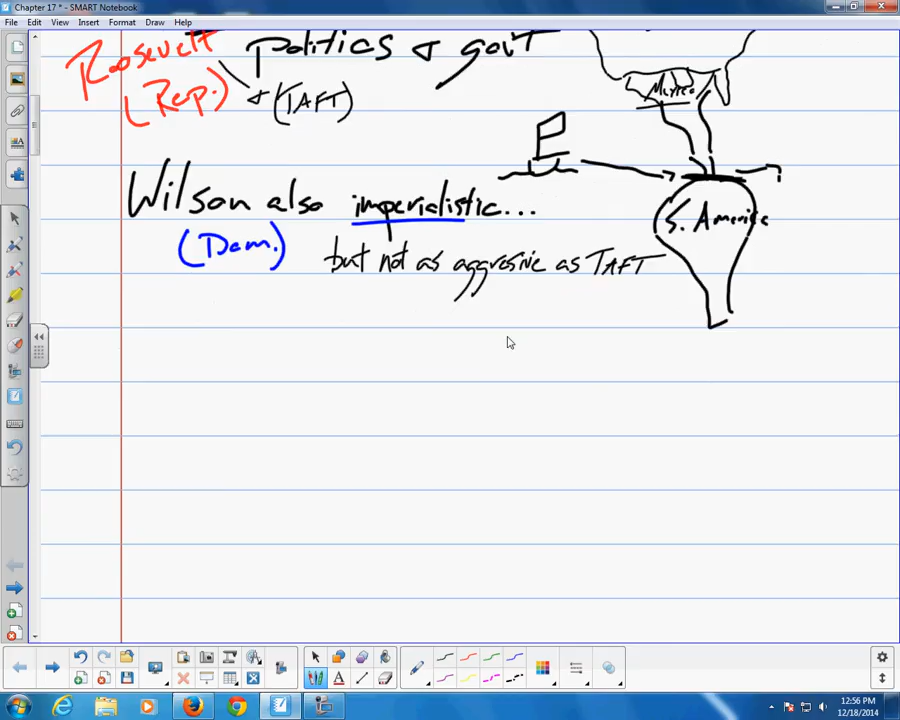 Chapter 17 * - SMART Notebook
File Edit View Insert Format Draw Help
Roosevelt
(Rep.)
Politics & gov't
& (TAFT)
Mexico
Wilson also imperialistic...
(Dem.)
but not as aggresive as TAFT
S. America
12:56 PM
12/18/2014